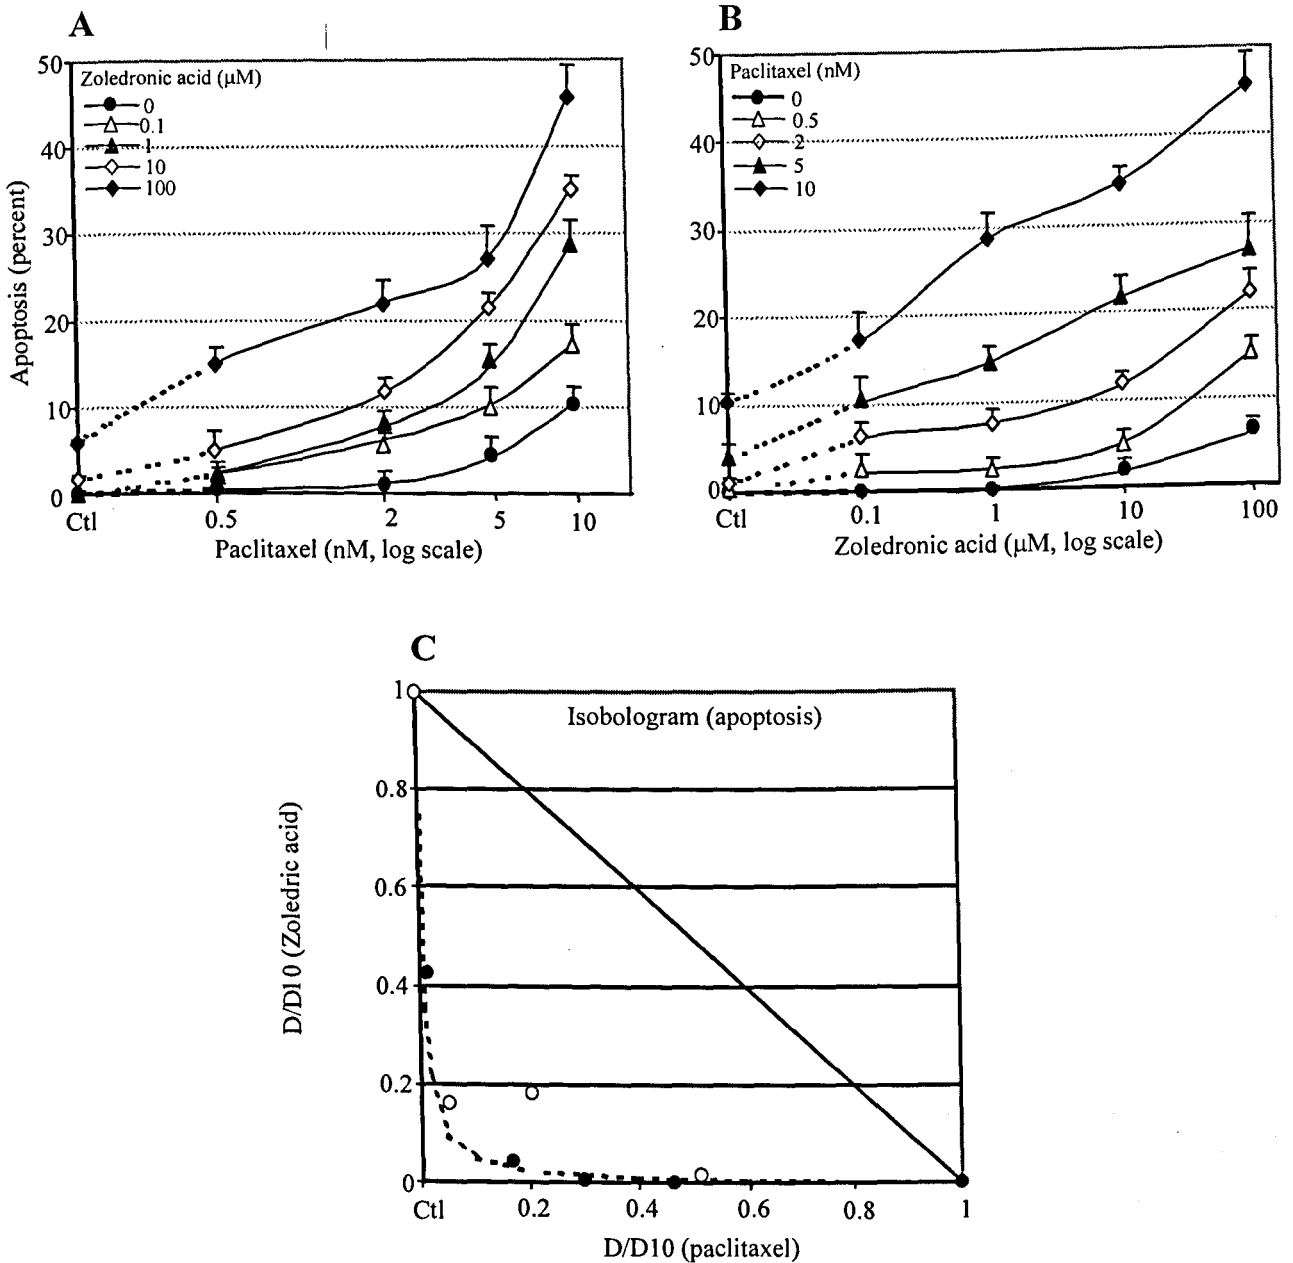 A
Zoledronic acid (μM)
0
0.1
1
10
100
50
40
30
20
10
0
Apoptosis (percent)
Ctl 0.5 2 5 10
Paclitaxel (nM, log scale)
B
Paclitaxel (nM)
0
0.5
2
5
10
50
40
30
20
10
0
Ctl 0.1 1 10 100
Zoledronic acid (μM, log scale)
C
Isobologram (apoptosis)
1
0.8
0.6
0.4
0.2
0
D/D10 (Zoledric acid)
Ctl 0.2 0.4 0.6 0.8 1
D/D10 (paclitaxel)